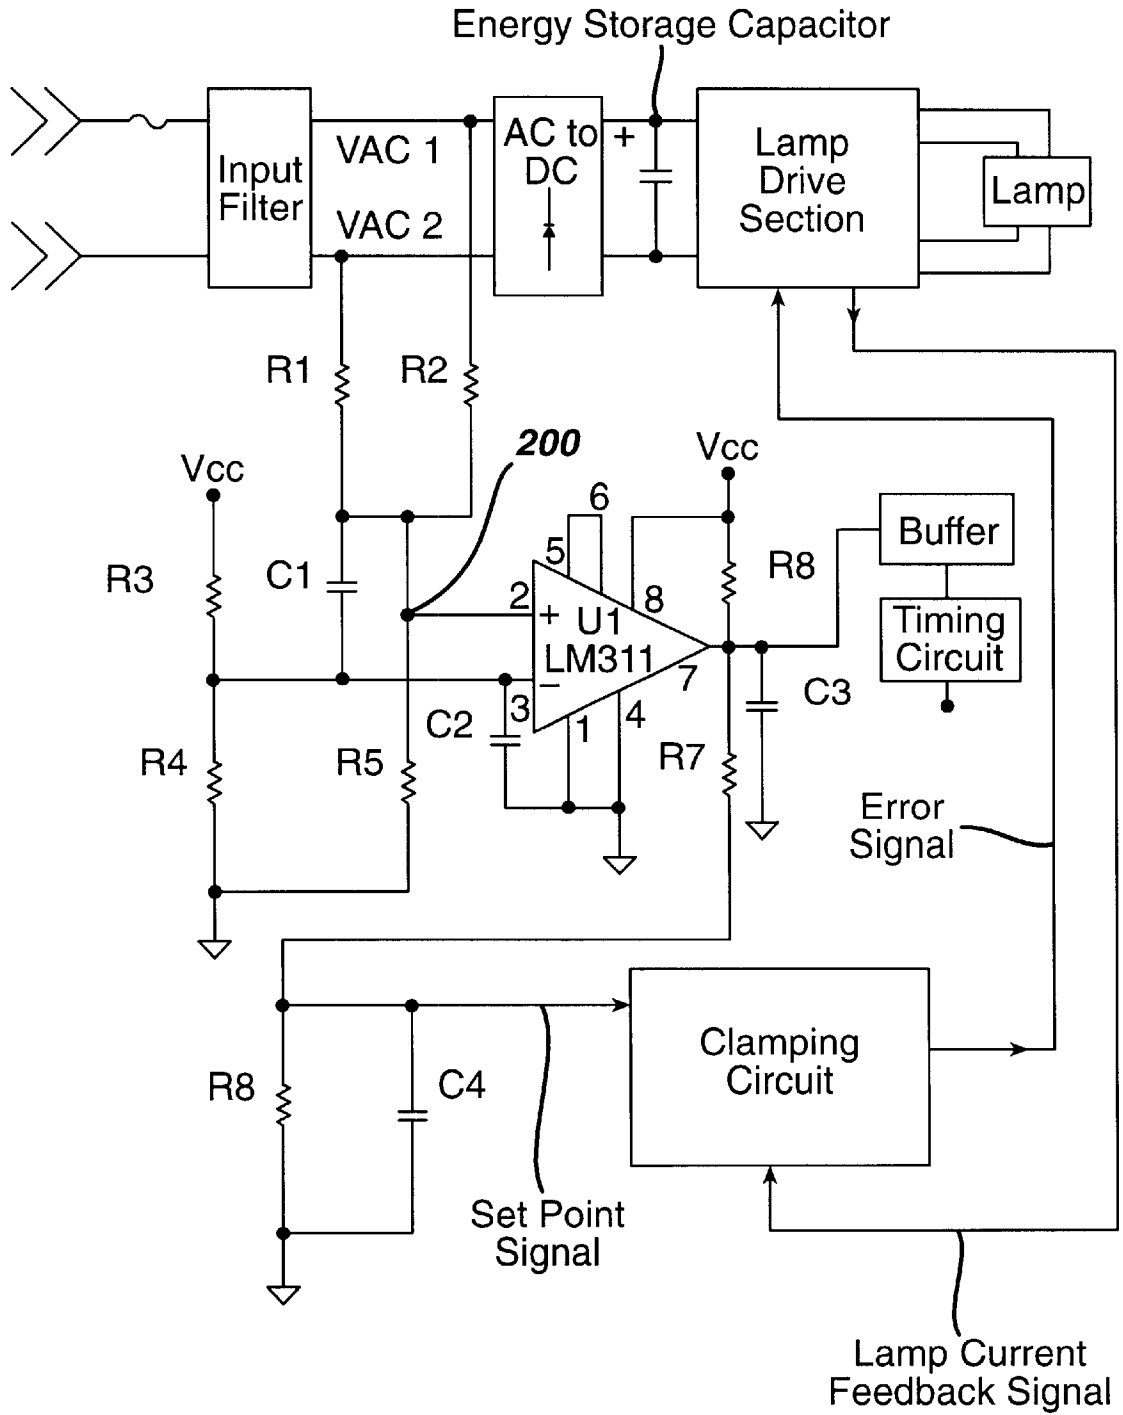 Energy Storage Capacitor
VAC 1
VAC 2
Input
Filter
AC to
DC
+
Lamp
Drive
Section
Lamp
R1
R2
200
Vcc
Vcc
R3
C1
5
6
8
R8
Buffer
2
+
U1
LM311
7
Timing
Circuit
−
3
C2
1
4
C3
R4
R5
R7
Error
Signal
R8
C4
Clamping
Circuit
Set Point
Signal
Lamp Current
Feedback Signal